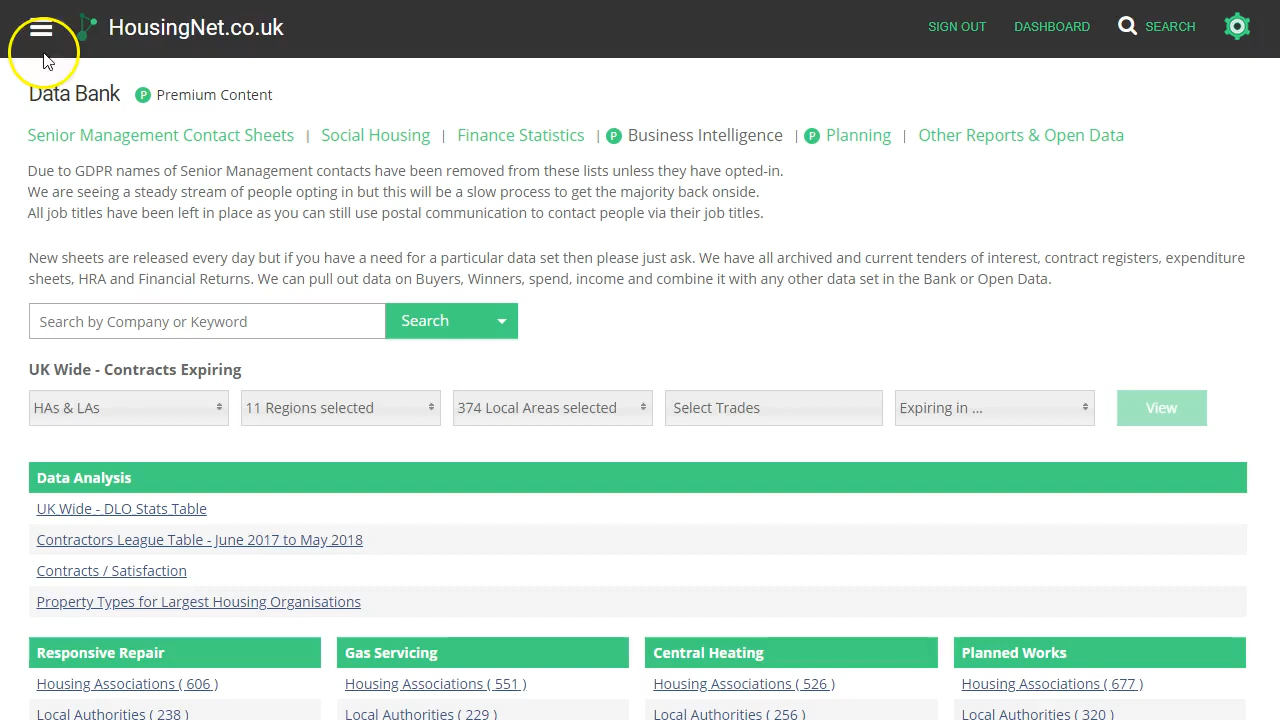 HousingNet.co.uk
SIGN OUT DASHBOARD SEARCH
Data Bank P Premium Content
Senior Management Contact Sheets | Social Housing | Finance Statistics | P Business Intelligence | P Planning | Other Reports & Open Data
Due to GDPR names of Senior Management contacts have been removed from these lists unless they have opted-in.
We are seeing a steady stream of people opting in but this will be a slow process to get the majority back onside.
All job titles have been left in place as you can still use postal communication to contact people via their job titles.
New sheets are released every day but if you have a need for a particular data set then please just ask. We have all archived and current tenders of interest, contract registers, expenditure
sheets, HRA and Financial Returns. We can pull out data on Buyers, Winners, spend, income and combine it with any other data set in the Bank or Open Data.
Search by Company or Keyword Search
UK Wide - Contracts Expiring
HAs & LAs 11 Regions selected 374 Local Areas selected Select Trades Expiring in ... View
Data Analysis
UK Wide - DLO Stats Table
Contractors League Table - June 2017 to May 2018
Contracts / Satisfaction
Property Types for Largest Housing Organisations
Responsive Repair Gas Servicing Central Heating Planned Works
Housing Associations ( 606 ) Housing Associations ( 551 ) Housing Associations ( 526 ) Housing Associations ( 677 )
Local Authorities ( 238 ) Local Authorities ( 229 ) Local Authorities ( 256 ) Local Authorities ( 320 )